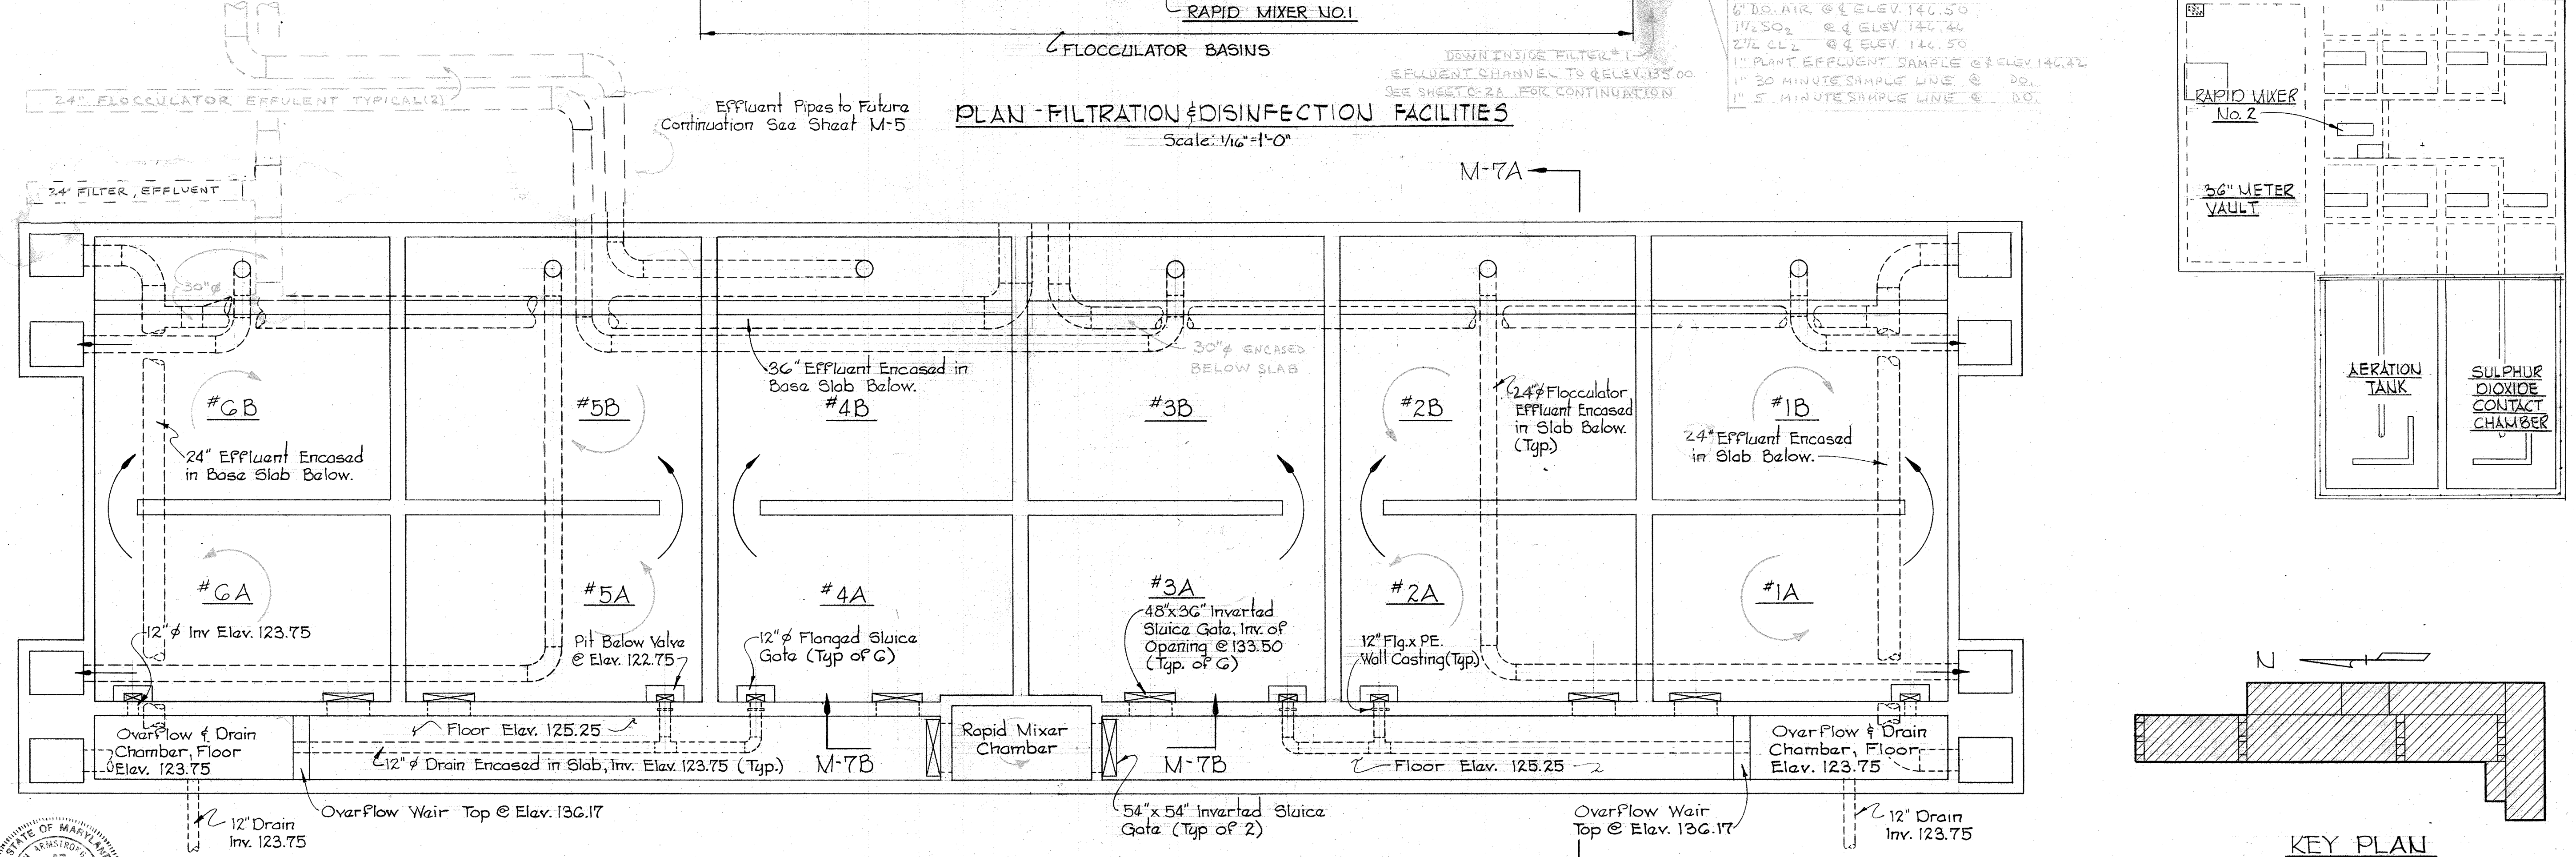 RAPID MIXER NO.1
FLOCCULATOR BASINS
DOWN INSIDE FILTER #1
EFFLUENT CHANNEL TO ₵ ELEV. 135.00
SEE SHEET C-2A FOR CONTINUATION
6" DO. AIR @ ₵ ELEV. 146.50
1½ SO₂ @ ₵ ELEV. 146.46
2½ CL₂ @ ₵ ELEV. 146.50
1" PLANT EFFLUENT SAMPLE @ ₵ ELEV 146.42
1" 30 MINUTE SAMPLE LINE @ DO.
1" 5 MINUTE SAMPLE LINE @ DO.
24" FLOCCULATOR EFFULENT TYPICAL(2)
Effluent Pipes to Future
Continuation See Sheet M-5
PLAN - FILTRATION & DISINFECTION FACILITIES
Scale: 1/16"=1'-0"
24" FILTER, EFFLUENT
M-7A
30"ø
36" Effluent Encased in
Base Slab Below.
30"ø ENCASED
BELOW SLAB
#6B
#5B
#4B
#3B
#2B
24"ø Flocculator
Effluent Encased
in Slab Below.
(Typ.)
#1B
24" Effluent Encased
in Slab Below.
24" Effluent Encased
in Base Slab Below.
#6A
#5A
#4A
#3A
#2A
#1A
12"ø Inv Elev. 123.75
Pit Below Valve
@ Elev. 122.75
12"ø Flanged Sluice
Gate (Typ of 6)
48"x36" Inverted
Sluice Gate, Inv. of
Opening @ 133.50
(Typ. of 6)
12" Flg. x PE.
Wall Casting (Typ.)
Overflow & Drain
Chamber, Floor
Elev. 123.75
Floor Elev. 125.25
12"ø Drain Encased in Slab, Inv. Elev. 123.75 (Typ.)
M-7B
Rapid Mixer
Chamber
M-7B
Floor Elev. 125.25
Overflow & Drain
Chamber, Floor
Elev. 123.75
12" Drain
Inv. 123.75
Overflow Weir Top @ Elev. 136.17
54"x 54" Inverted Sluice
Gate (Typ of 2)
Overflow Weir
Top @ Elev. 136.17
12" Drain
Inv. 123.75
STATE OF MARYLAND
ARMSTRONG
RAPID MIXER
No. 2
36" METER
VAULT
AERATION
TANK
SULPHUR
DIOXIDE
CONTACT
CHAMBER
N
KEY PLAN